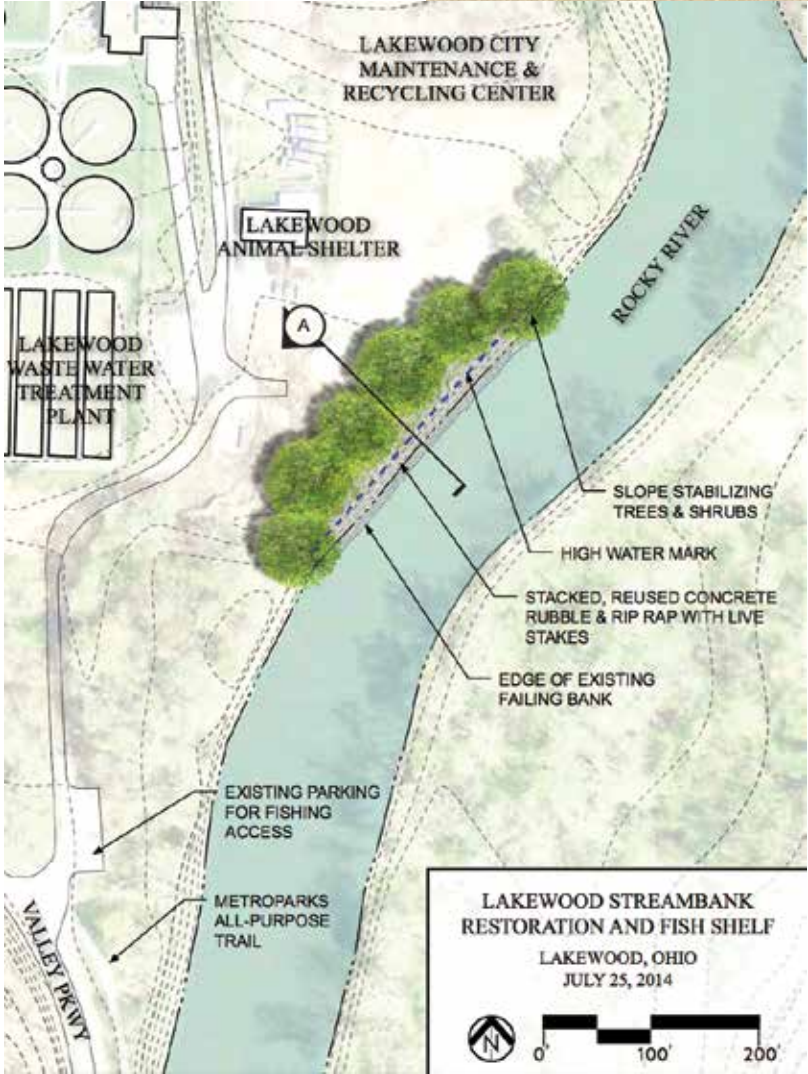 LAKEWOOD CITY
MAINTENANCE &
RECYCLING CENTER
LAKEWOOD
ANIMAL SHELTER
ROCKY RIVER
A
LAKEWOOD
WASTE WATER
TREATMENT
PLANT
SLOPE STABILIZING
TREES & SHRUBS
HIGH WATER MARK
STACKED, REUSED CONCRETE
RUBBLE & RIP RAP WITH LIVE
STAKES
EDGE OF EXISTING
FAILING BANK
EXISTING PARKING
FOR FISHING
ACCESS
METROPARKS
ALL-PURPOSE
TRAIL
VALLEY PKWY
LAKEWOOD STREAMBANK
RESTORATION AND FISH SHELF
LAKEWOOD, OHIO
JULY 25, 2014
N
0' 100' 200'